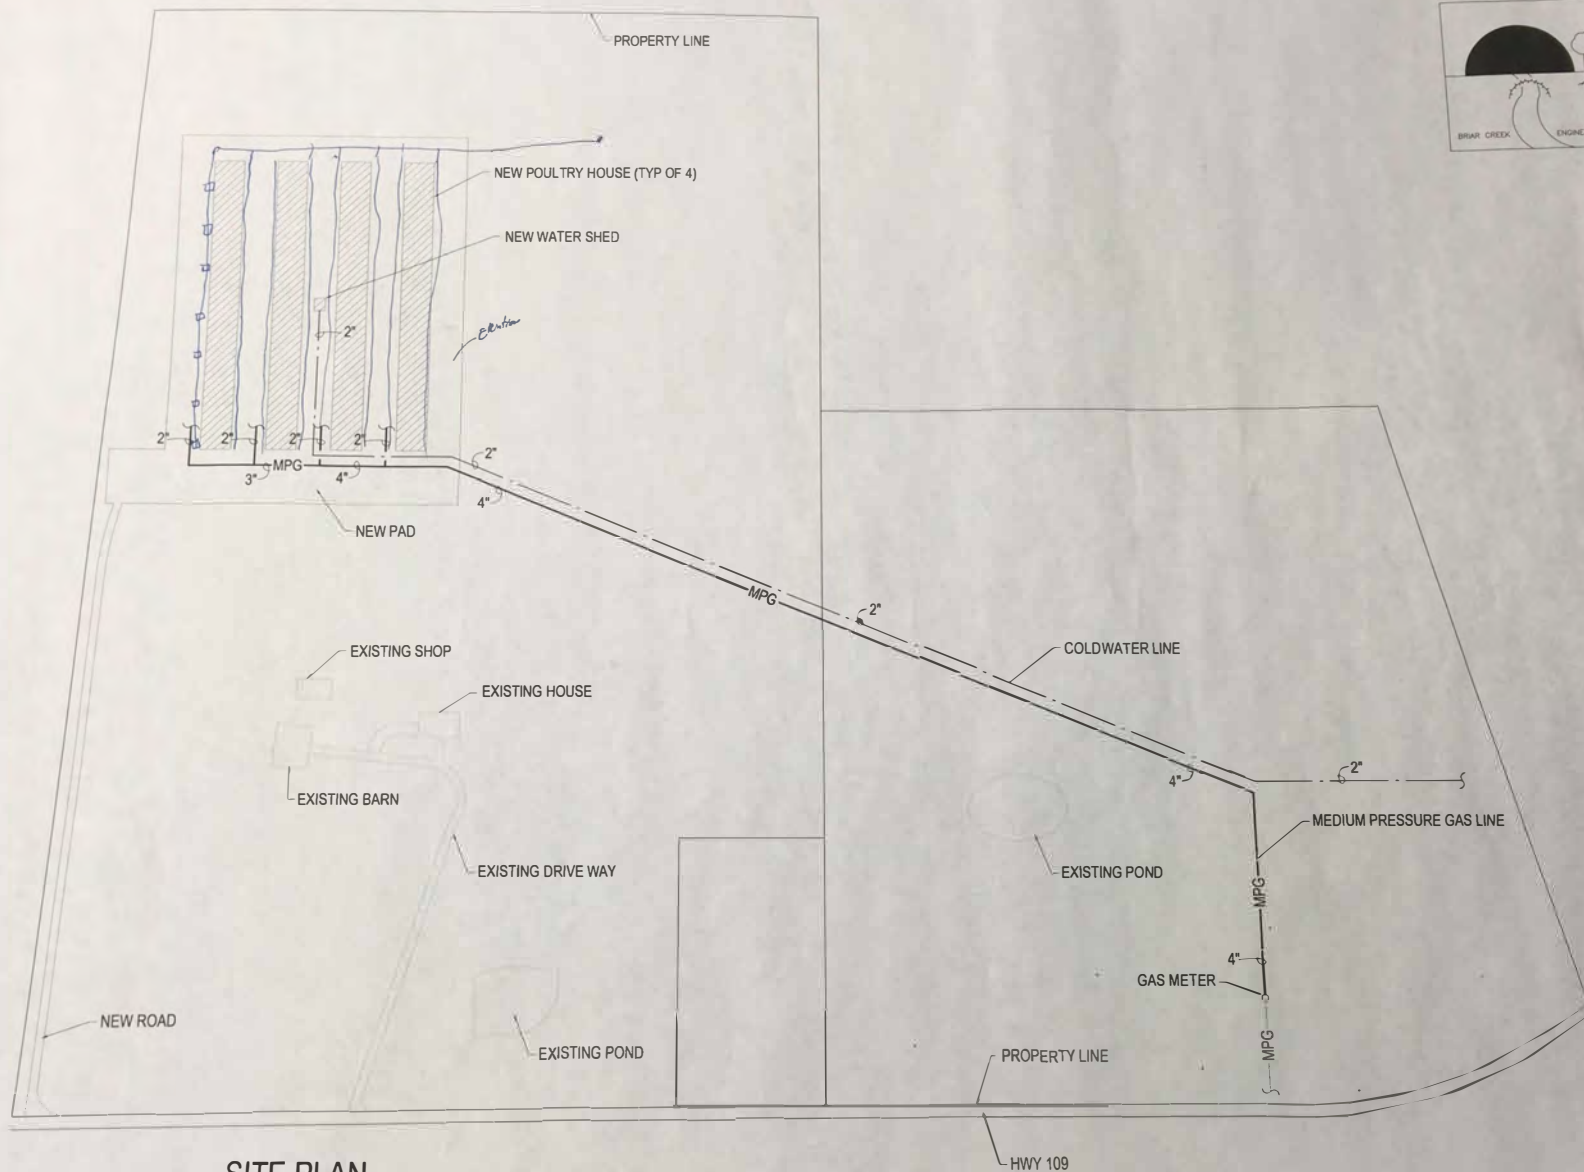 PROPERTY LINE
BRIAR CREEK
NEW POULTRY HOUSE (TYP OF 4)
NEW WATER SHED
2"
2"
2"
2"
2"
2"
MPG
3"
4"
4"
NEW PAD
MPG
2"
COLDWATER LINE
EXISTING SHOP
EXISTING HOUSE
EXISTING BARN
EXISTING DRIVE WAY
4"
2"
MEDIUM PRESSURE GAS LINE
EXISTING POND
MPG
4"
GAS METER
NEW ROAD
EXISTING POND
MPG
PROPERTY LINE
HWY 109
SITE PLAN